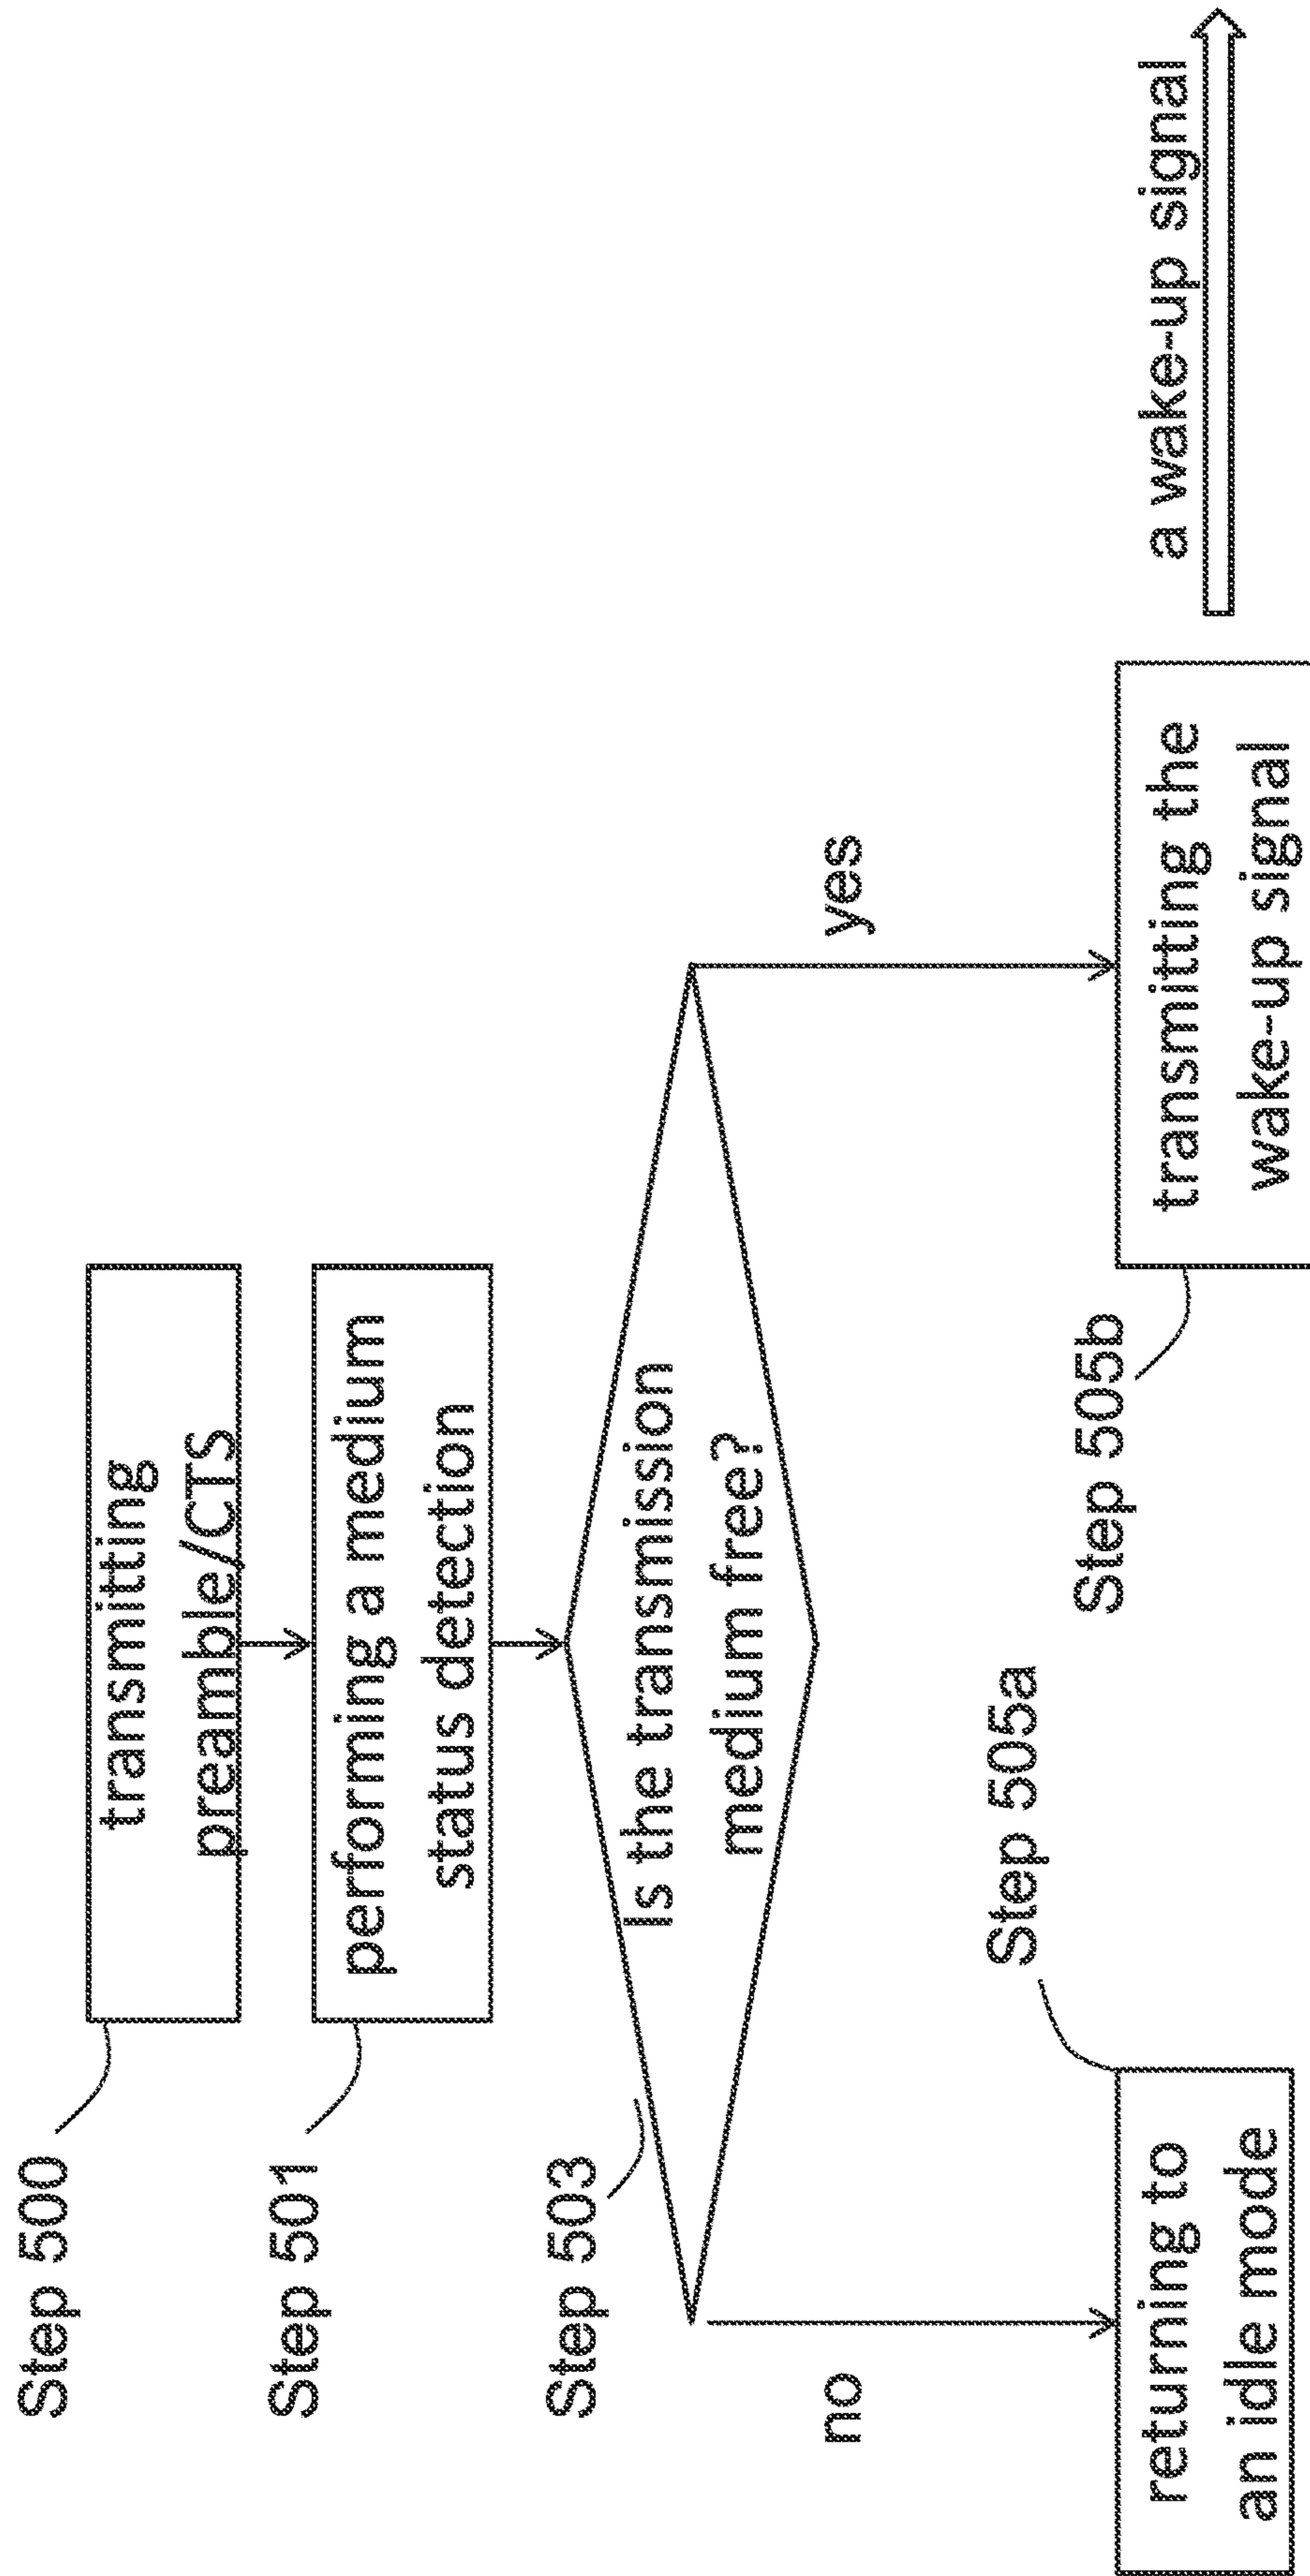 Step 500
transmitting
preamble/CTS
Step 501
performing a medium
status detection
Step 503
Is the transmission
medium free?
no
yes
Step 505a
returning to
an idle mode
Step 505b
transmitting the
wake-up signal
a wake-up signal